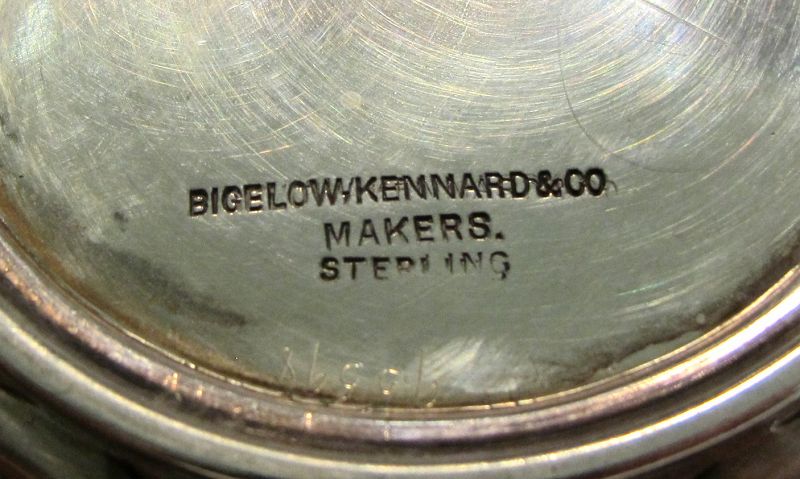 BIGELOW, KENNARD & CO
MAKERS.
STERLING